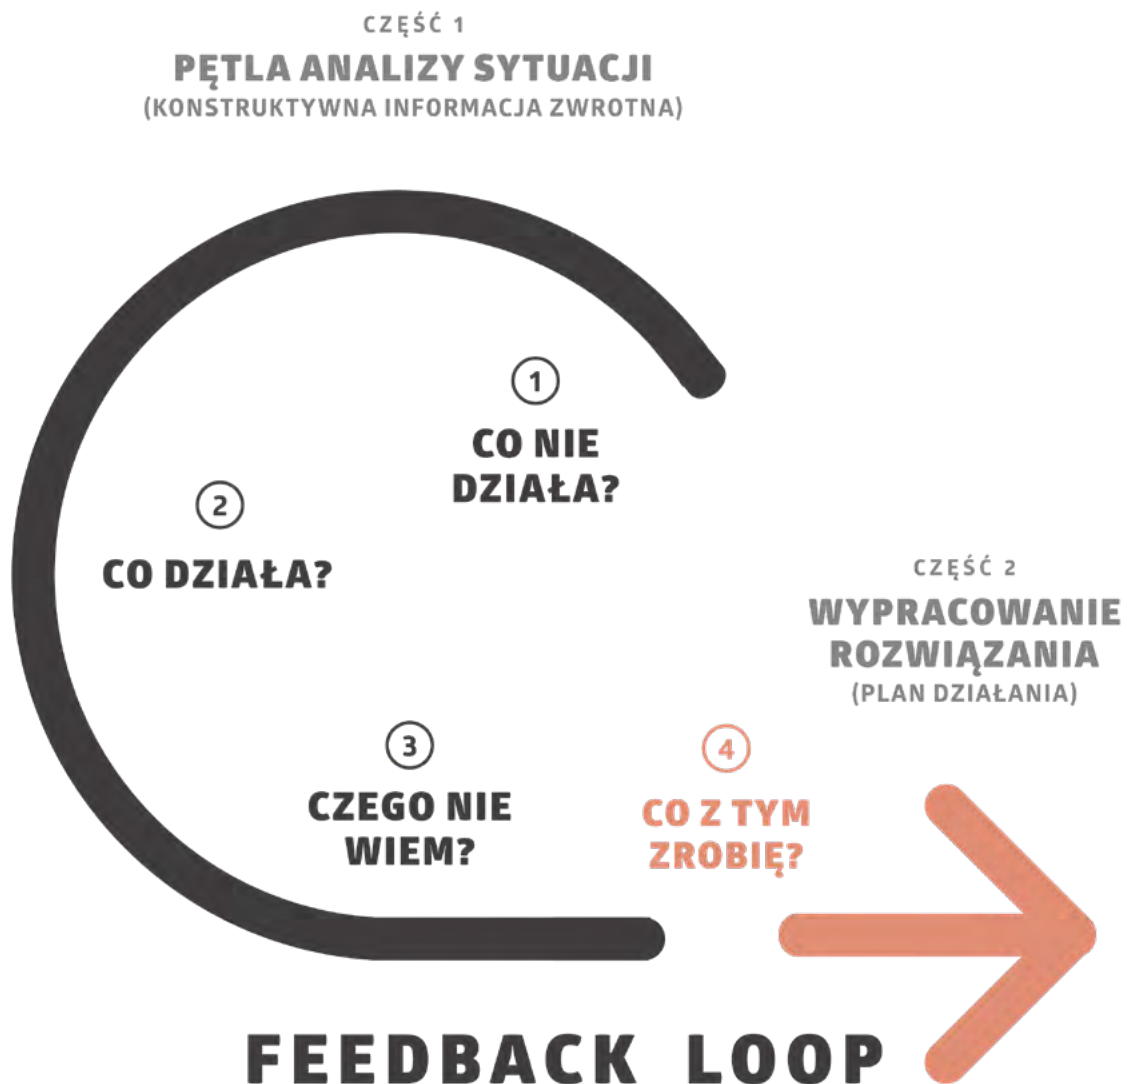 CZĘŚĆ 1
PĘTLA ANALIZY SYTUACJI
(KONSTRUKTYWNA INFORMACJA ZWROTNA)
1
CO NIE
DZIAŁA?
2
CO DZIAŁA?
3
CZEGO NIE
WIEM?
CZĘŚĆ 2
WYPRACOWANIE
ROZWIĄZANIA
(PLAN DZIAŁANIA)
4
CO Z TYM
ZROBIĘ?
FEEDBACK LOOP